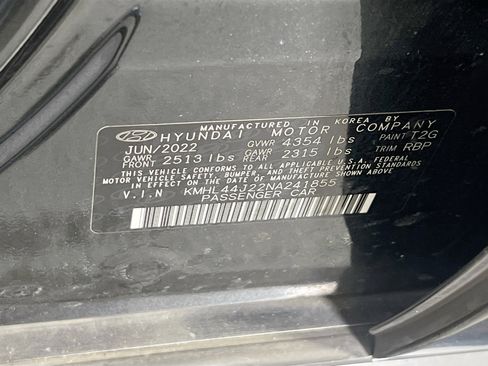 MANUFACTURED IN KOREA BY
HYUNDAI MOTOR COMPANY
JUN/2022 GVWR 4354 lbs PAINT T2G
GAWR FRONT 2513 lbs GAWR REAR 2315 lbs TRIM RBP
THIS VEHICLE CONFORMS TO ALL APPLICABLE U.S.A. FEDERAL
MOTOR VEHICLE SAFETY, BUMPER, AND THEFT PREVENTION STANDARDS
IN EFFECT ON THE DATE OF MANUFACTURE SHOWN ABOVE.
V.I.N KMHL44J22NA241855
PASSENGER CAR